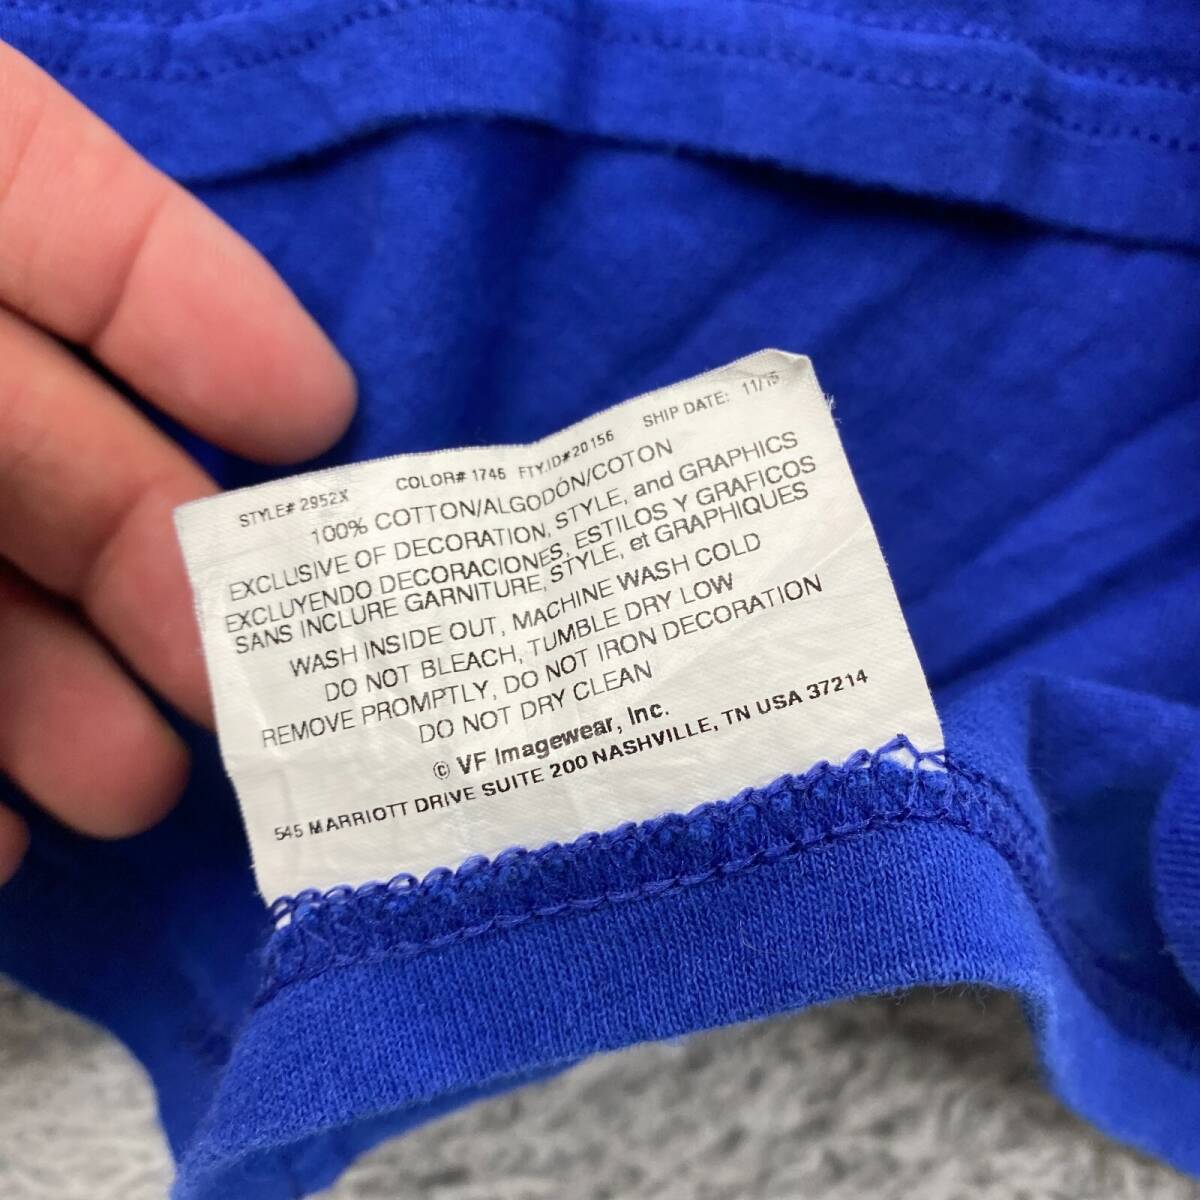 STYLE# 2952X COLOR# 1746 FTY.ID#20156 SHIP DATE: 11/15
100% COTTON/ALGODÓN/COTON
EXCLUSIVE OF DECORATION, STYLE, and GRAPHICS
EXCLUYENDO DECORACIONES, ESTILOS Y GRAFICOS
SANS INCLURE GARNITURE, STYLE, et GRAPHIQUES
WASH INSIDE OUT, MACHINE WASH COLD
DO NOT BLEACH, TUMBLE DRY LOW
REMOVE PROMPTLY, DO NOT IRON DECORATION
DO NOT DRY CLEAN
© VF Imagewear, Inc.
545 MARRIOTT DRIVE SUITE 200 NASHVILLE, TN USA 37214